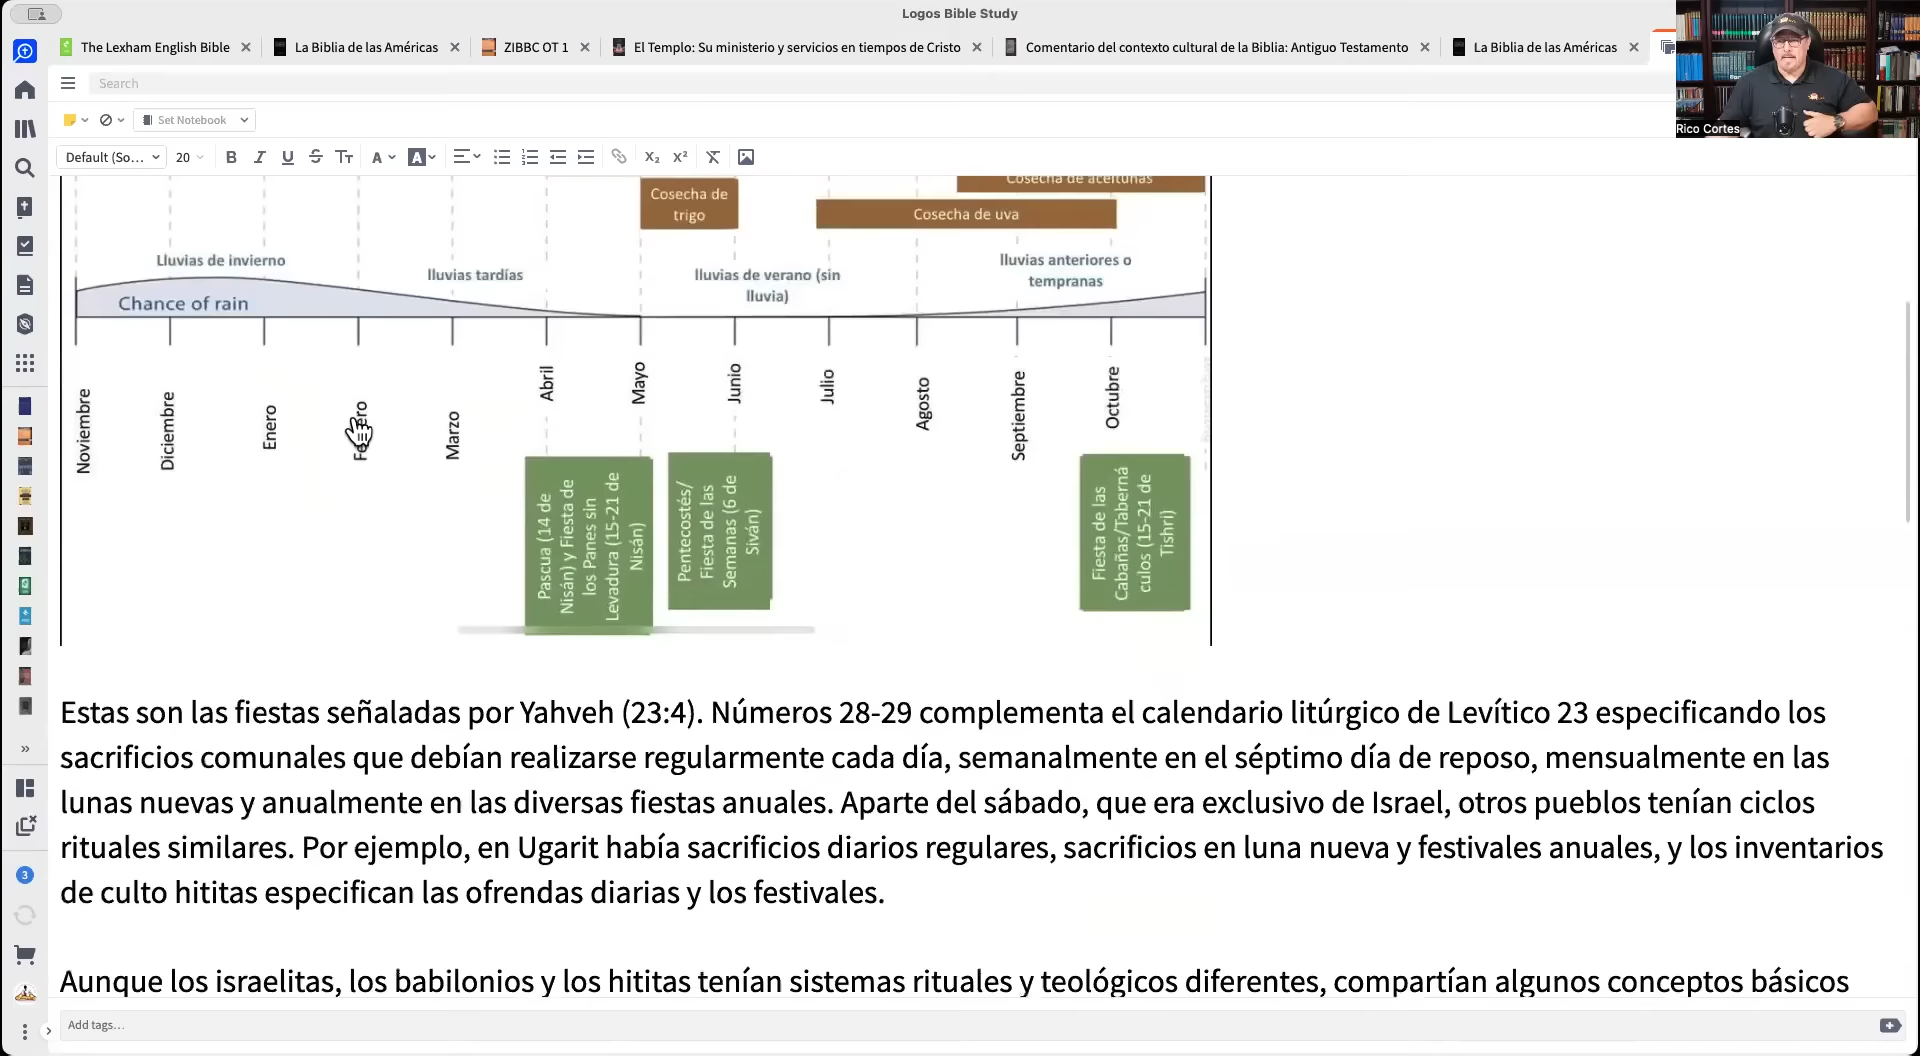 Logos Bible Study
The Lexham English Bible
La Biblia de las Américas
ZIBBC OT 1
El Templo: Su ministerio y servicios en tiempos de Cristo
Comentario del contexto cultural de la Biblia: Antiguo Testamento
La Biblia de las Américas
Rico Cortes
Search
Set Notebook
Default (So...
20
Cosecha de aceitunas
Cosecha de
trigo
Cosecha de uva
Lluvias de invierno
lluvias tardías
lluvias de verano (sin
lluvia)
lluvias anteriores o
tempranas
Chance of rain
Noviembre
Diciembre
Enero
Marzo
Abril
Mayo
Junio
Julio
Agosto
Septiembre
Octubre
Pascua (14 de
Nisán) y Fiesta de
los Panes sin
Levadura (15-21 de
Nisán)
Pentecostés/
Fiesta de las
Semanas (6 de
Siván)
Fiesta de las
Cabañas/Taberná
culos (15-21 de
Tishri)
Estas son las fiestas señaladas por Yahveh (23:4). Números 28-29 complementa el calendario litúrgico de Levítico 23 especificando los
sacrificios comunales que debían realizarse regularmente cada día, semanalmente en el séptimo día de reposo, mensualmente en las
lunas nuevas y anualmente en las diversas fiestas anuales. Aparte del sábado, que era exclusivo de Israel, otros pueblos tenían ciclos
rituales similares. Por ejemplo, en Ugarit había sacrificios diarios regulares, sacrificios en luna nueva y festivales anuales, y los inventarios
de culto hititas especifican las ofrendas diarias y los festivales.
Aunque los israelitas, los babilonios y los hititas tenían sistemas rituales y teológicos diferentes, compartían algunos conceptos básicos
3
Add tags...